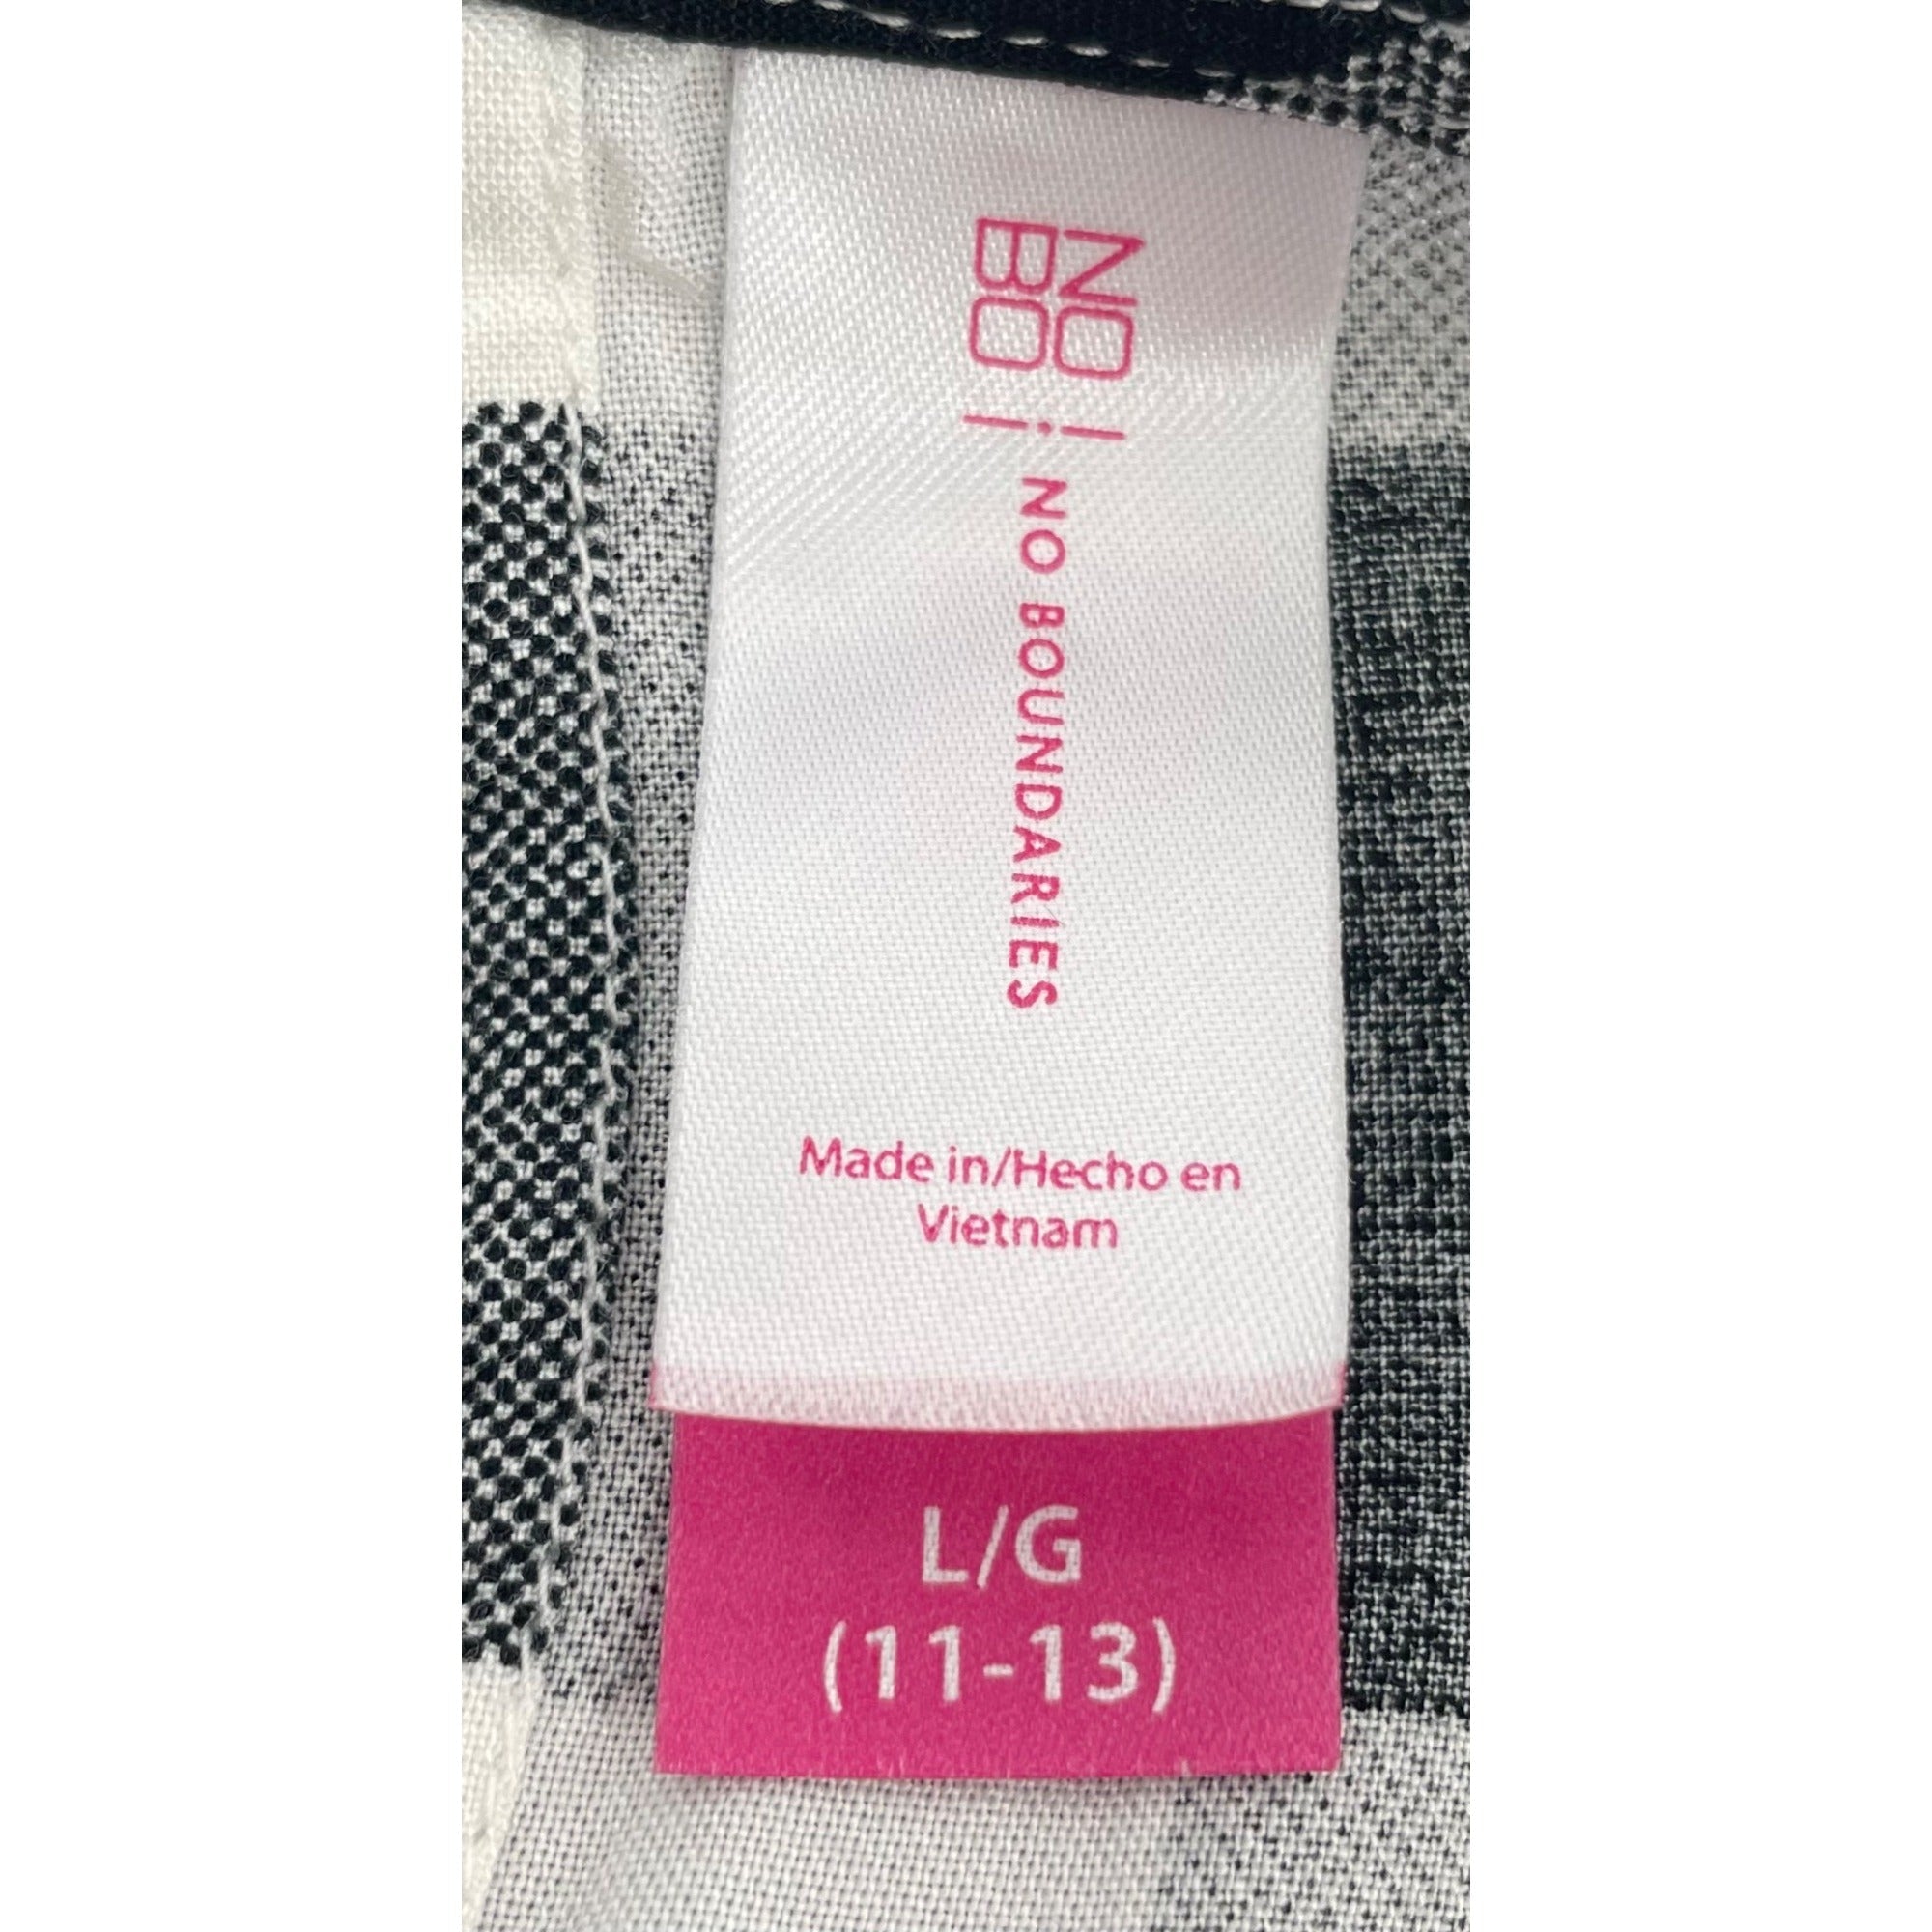 NO
BO
NO BOUNDARIES
Made in/Hecho en
Vietnam
L/G
(11-13)